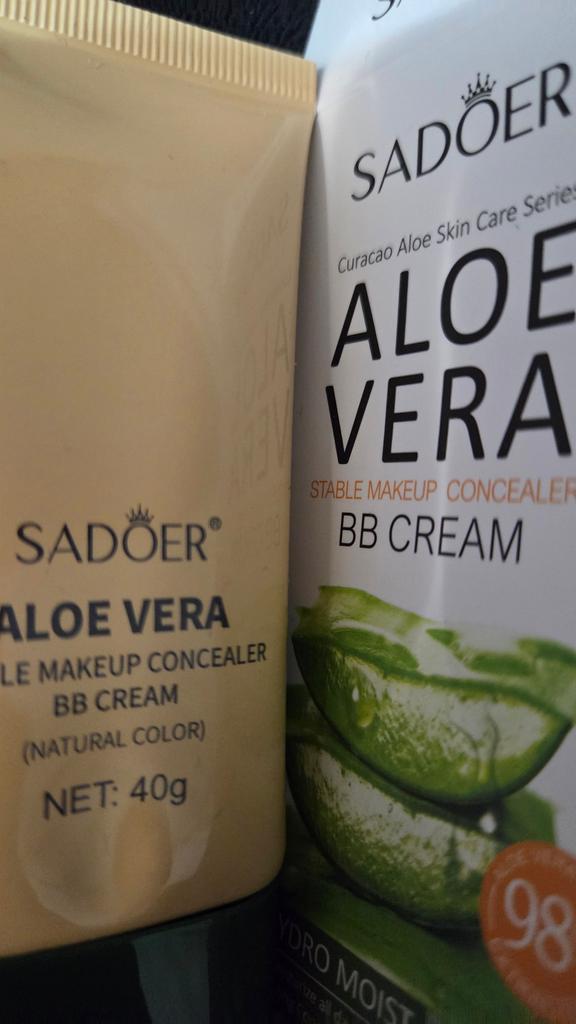 SADOER®
ALOE VERA
LE MAKEUP CONCEALER
BB CREAM
(NATURAL COLOR)
NET: 40g
SADOER
Curacao Aloe Skin Care Series
ALOE
VERA
STABLE MAKEUP CONCEALER
BB CREAM
98
YDRO MOIST